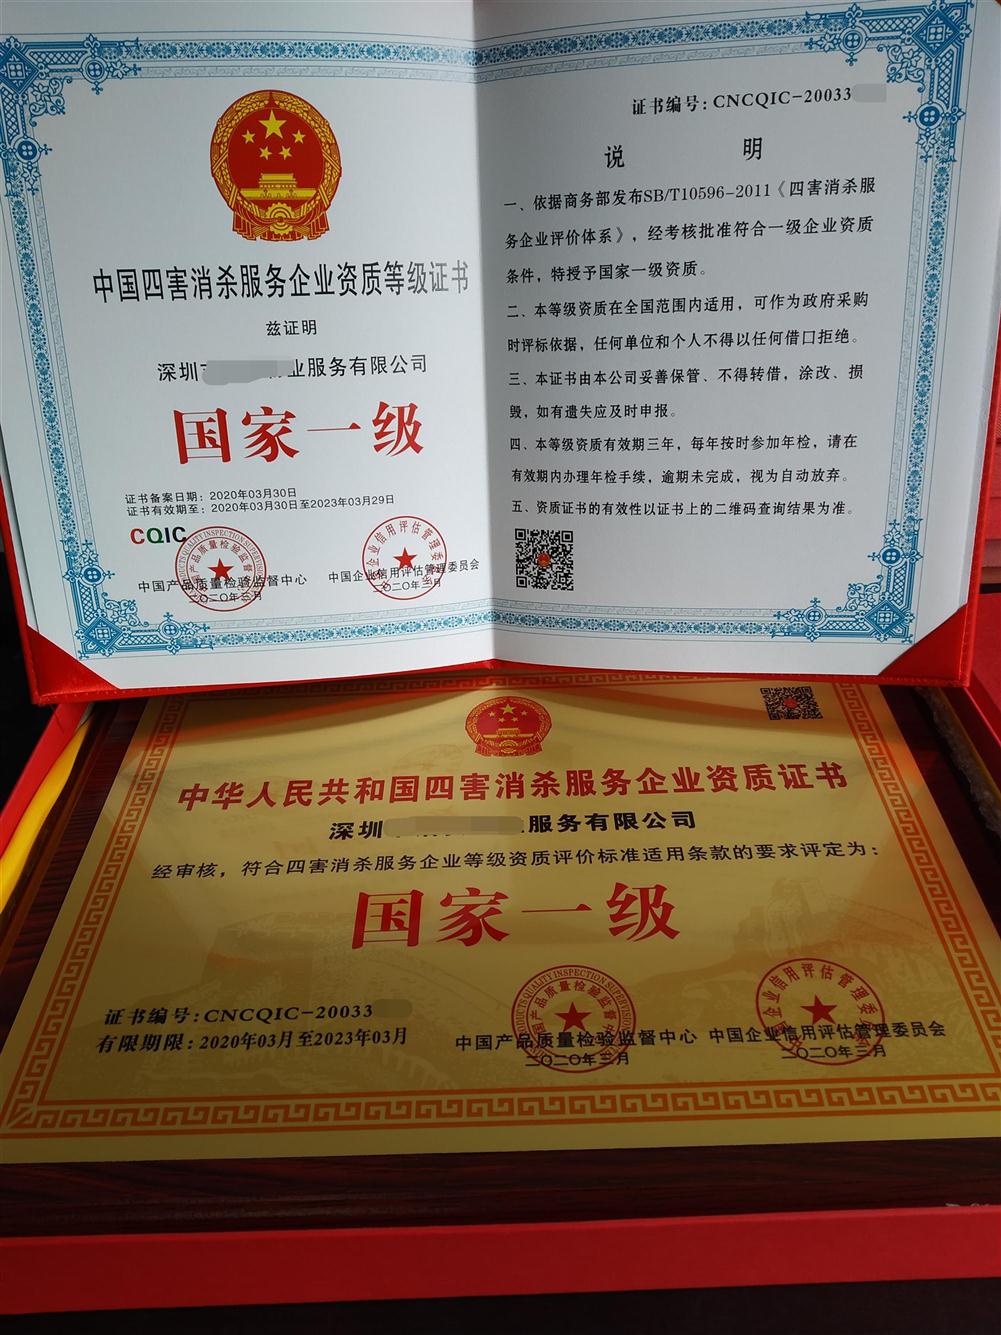 中国四害消杀服务企业资质等级证书
兹证明
深圳 业服务有限公司
国家一级
证书备案日期：2020年03月30日
证书有效期至：2020年03月30日至2023年03月29日
CQIC
中国产品质量检验监督中心
二〇二〇年三月
中国企业信用评估管理委员会
二〇二〇年三月
证书编号：CNCQIC-20033
说 明
一、依据商务部发布SB/T10596-2011《四害消杀服
务企业评价体系》，经考核批准符合一级企业资质
条件，特授予国家一级资质。
二、本等级资质在全国范围内适用，可作为政府采购
时评标依据，任何单位和个人不得以任何借口拒绝。
三、本证书由本公司妥善保管、不得转借，涂改、损
毁，如有遗失应及时申报。
四、本等级资质有效期三年，每年按时参加年检，请在
有效期内办理年检手续，逾期未完成，视为自动放弃。
五、资质证书的有效性以证书上的二维码查询结果为准。
中华人民共和国四害消杀服务企业资质证书
深圳 服务有限公司
经审核，符合四害消杀服务企业等级资质评价标准适用条款的要求评定为：
国家一级
证书编号：CNCQIC-20033
有限期限：2020年03月至2023年03月
PRODUCTS QUALITY INSPECTION SUPERVISION
中国产品质量检验监督中心
二〇二〇年三月
中国企业信用评估管理委员会
二〇二〇年三月